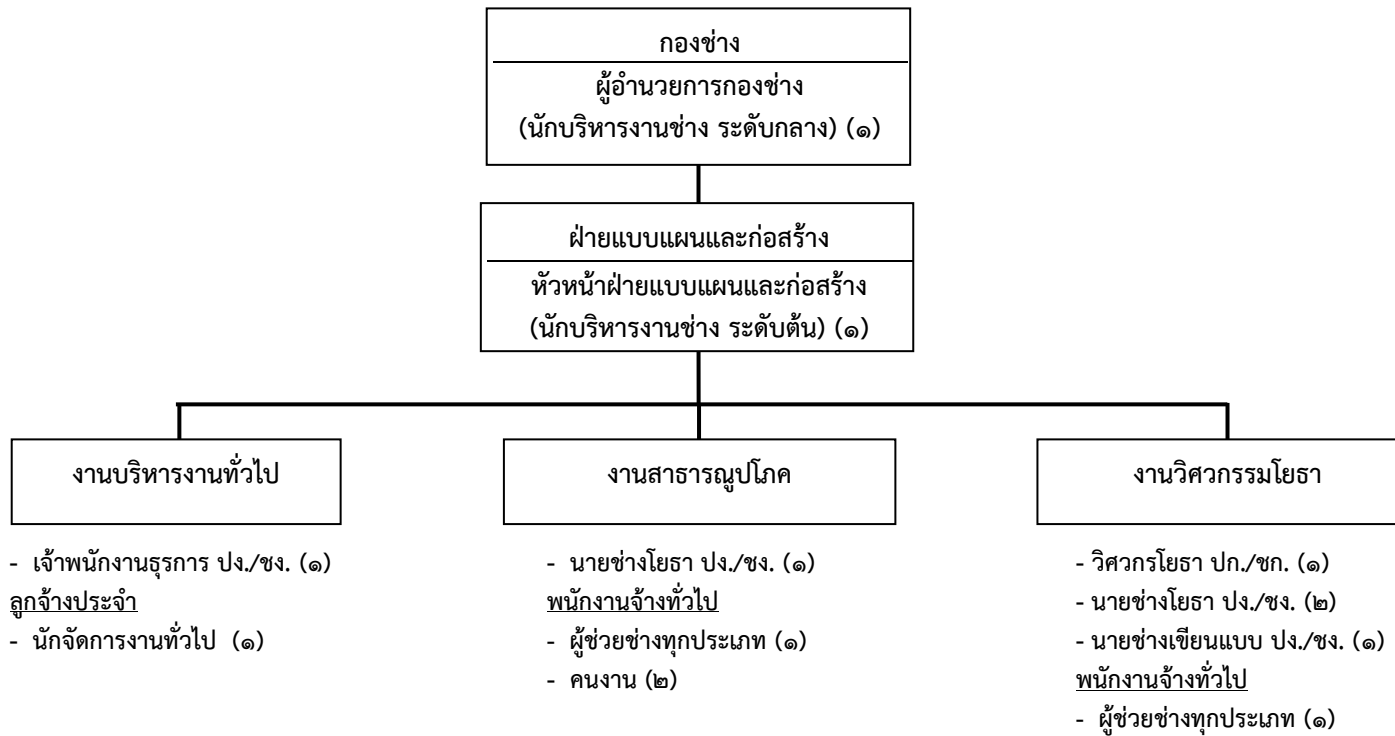 กองช่าง
ผู้อำนวยการกองช่าง
(นักบริหารงานช่าง ระดับกลาง) (๑)
ฝ่ายแบบแผนและก่อสร้าง
หัวหน้าฝ่ายแบบแผนและก่อสร้าง
(นักบริหารงานช่าง ระดับต้น) (๑)
งานบริหารงานทั่วไป
- เจ้าพนักงานธุรการ ปง./ชง. (๑)
ลูกจ้างประจำ
- นักจัดการงานทั่วไป (๑)
งานสาธารณูปโภค
- นายช่างโยธา ปง./ชง. (๑)
พนักงานจ้างทั่วไป
- ผู้ช่วยช่างทุกประเภท (๑)
- คนงาน (๒)
งานวิศวกรรมโยธา
- วิศวกรโยธา ปก./ชก. (๑)
- นายช่างโยธา ปง./ชง. (๒)
- นายช่างเขียนแบบ ปง./ชง. (๑)
พนักงานจ้างทั่วไป
- ผู้ช่วยช่างทุกประเภท (๑)